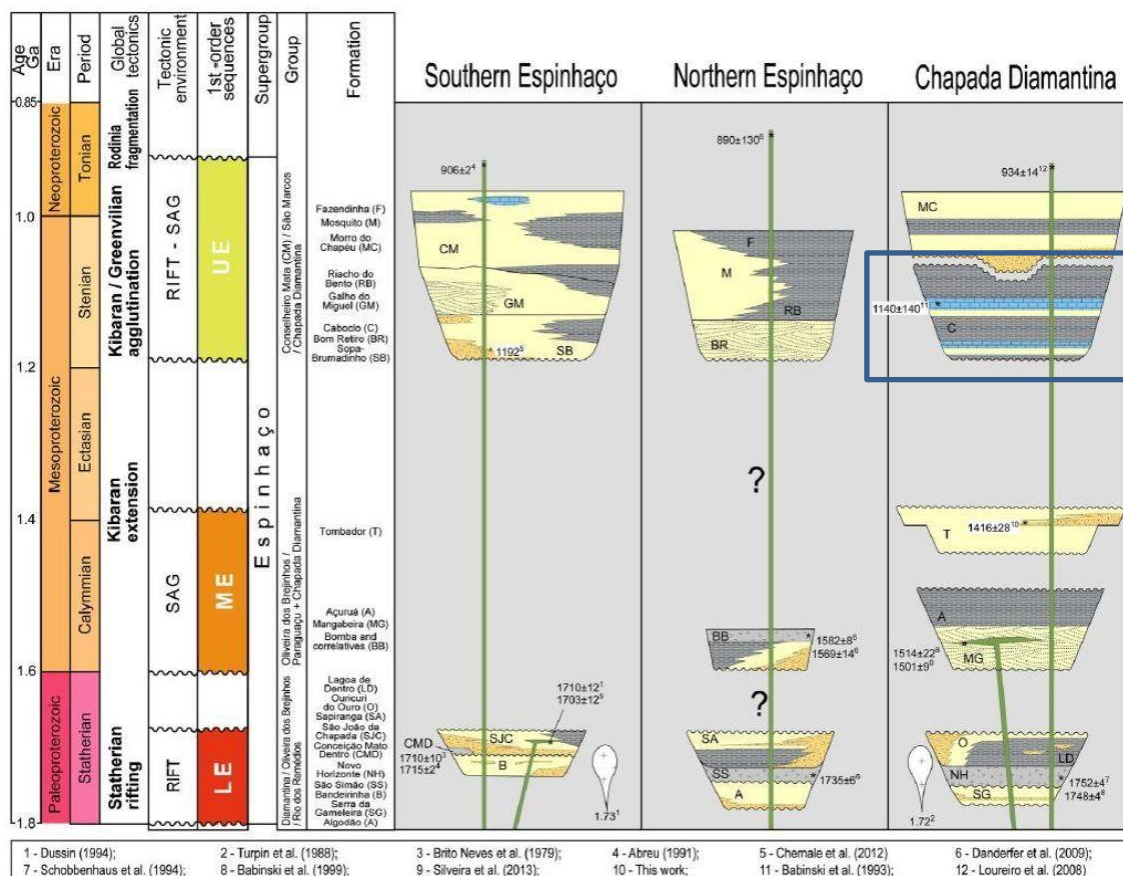 Age
Ga
Era
Period
Global
tectonics
Tectonic
environment
1st -order
sequences
Supergroup
Group
Formation
Southern Espinhaço
Northern Espinhaço
Chapada Diamantina
0.85
1.0
1.2
1.4
1.6
1.8
Neoproterozoic
Mesoproterozoic
Paleoproterozoic
Tonian
Stenian
Ectasian
Calymmian
Statherian
Rodinia
fragmentation
Kibaran / Greenvilian
agglutination
Kibaran
extension
Statherian
rifting
RIFT - SAG
SAG
RIFT
UE
ME
LE
Espinhaço
Conselheiro Mata (CM) / São Marcos
/ Chapada Diamantina
Oliveira dos Brejinhos /
Paraguaçu + Chapada Diamantina
Diamantina / Oliveira dos Brejinhos
/ Rio dos Remédios
Fazendinha (F)
Mosquito (M)
Morro do
Chapéu (MC)
Riacho do
Bento (RB)
Galho do
Miguel (GM)
Caboclo (C)
Bom Retiro (BR)
Sopa-
Brumadinho (SB)
Tombador (T)
Açuruá (A)
Mangabeira (MG)
Bomba and
correlatives (BB)
Lagoa de
Dentro (LD)
Ouricuri
do Ouro (O)
Sapiranga (SA)
São João da
Chapada (SJC)
Conceição Mato
Dentro (CMD)
Novo
Horizonte (NH)
São Simão (SS)
Bandeirinha (B)
Serra da
Gameleira (SG)
Algodão (A)
906±2⁴
CM
GM
1192⁵
SB
1710±12¹
1703±12⁵
CMD
SJC
1710±10³
1715±2⁴
B
1.73¹
890±130⁶
F
M
RB
BR
?
BB
1582±8⁶
1569±14⁶
?
SA
SS
1735±6⁶
A
934±14¹²
MC
1140±140¹¹
C
1416±28¹⁰
T
A
1514±22⁸
1501±9⁹
MG
O
LD
NH
1752±4⁷
1748±4⁸
SG
1.72²
1 - Dussin (1994); 2 - Turpin et al. (1988); 3 - Brito Neves et al. (1979); 4 - Abreu (1991); 5 - Chemale et al. (2012) 6 - Danderfer et al. (2009);
7 - Schobbenhaus et al. (1994); 8 - Babinski et al. (1999); 9 - Silveira et al. (2013); 10 - This work; 11 - Babinski et al. (1993); 12 - Loureiro et al. (2008)